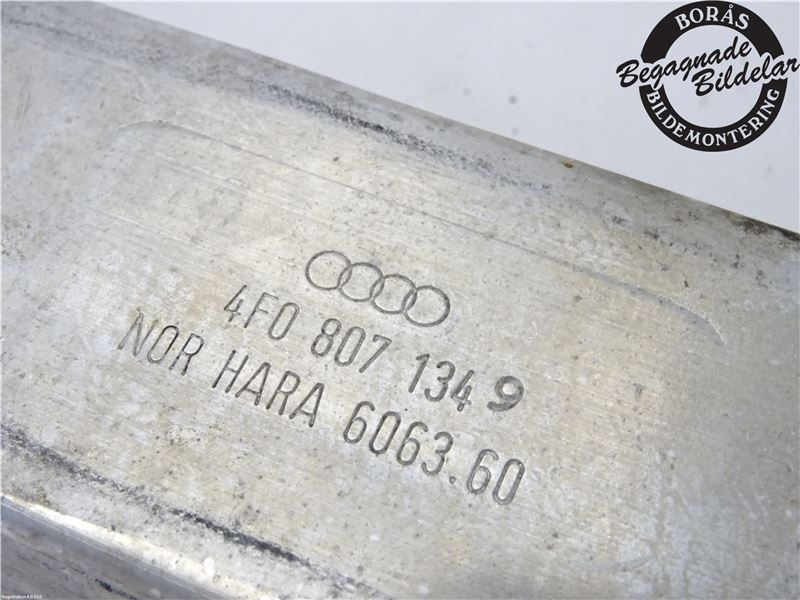 BORÅS
Begagnade
Bildelar
BILDEMONTERING
4F0 807 134 9
NOR HARA 6063.60